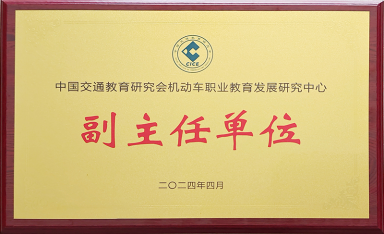 CICE
中国交通教育研究会机动车职业教育发展研究中心
副主任单位
二〇二四年四月